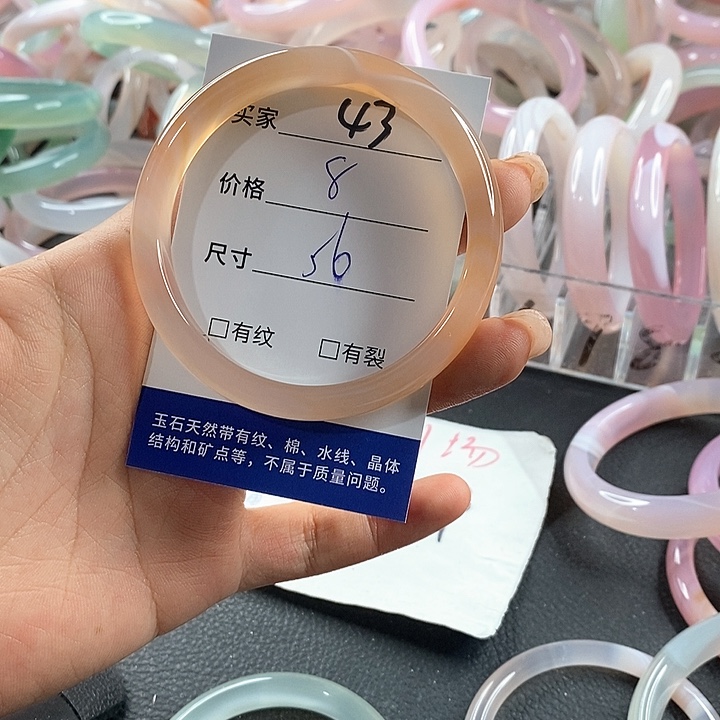 买家 43
价格 8
尺寸 56
□有纹 □有裂
玉石天然带有纹、棉、水线、晶体
结构和矿点等，不属于质量问题。
场